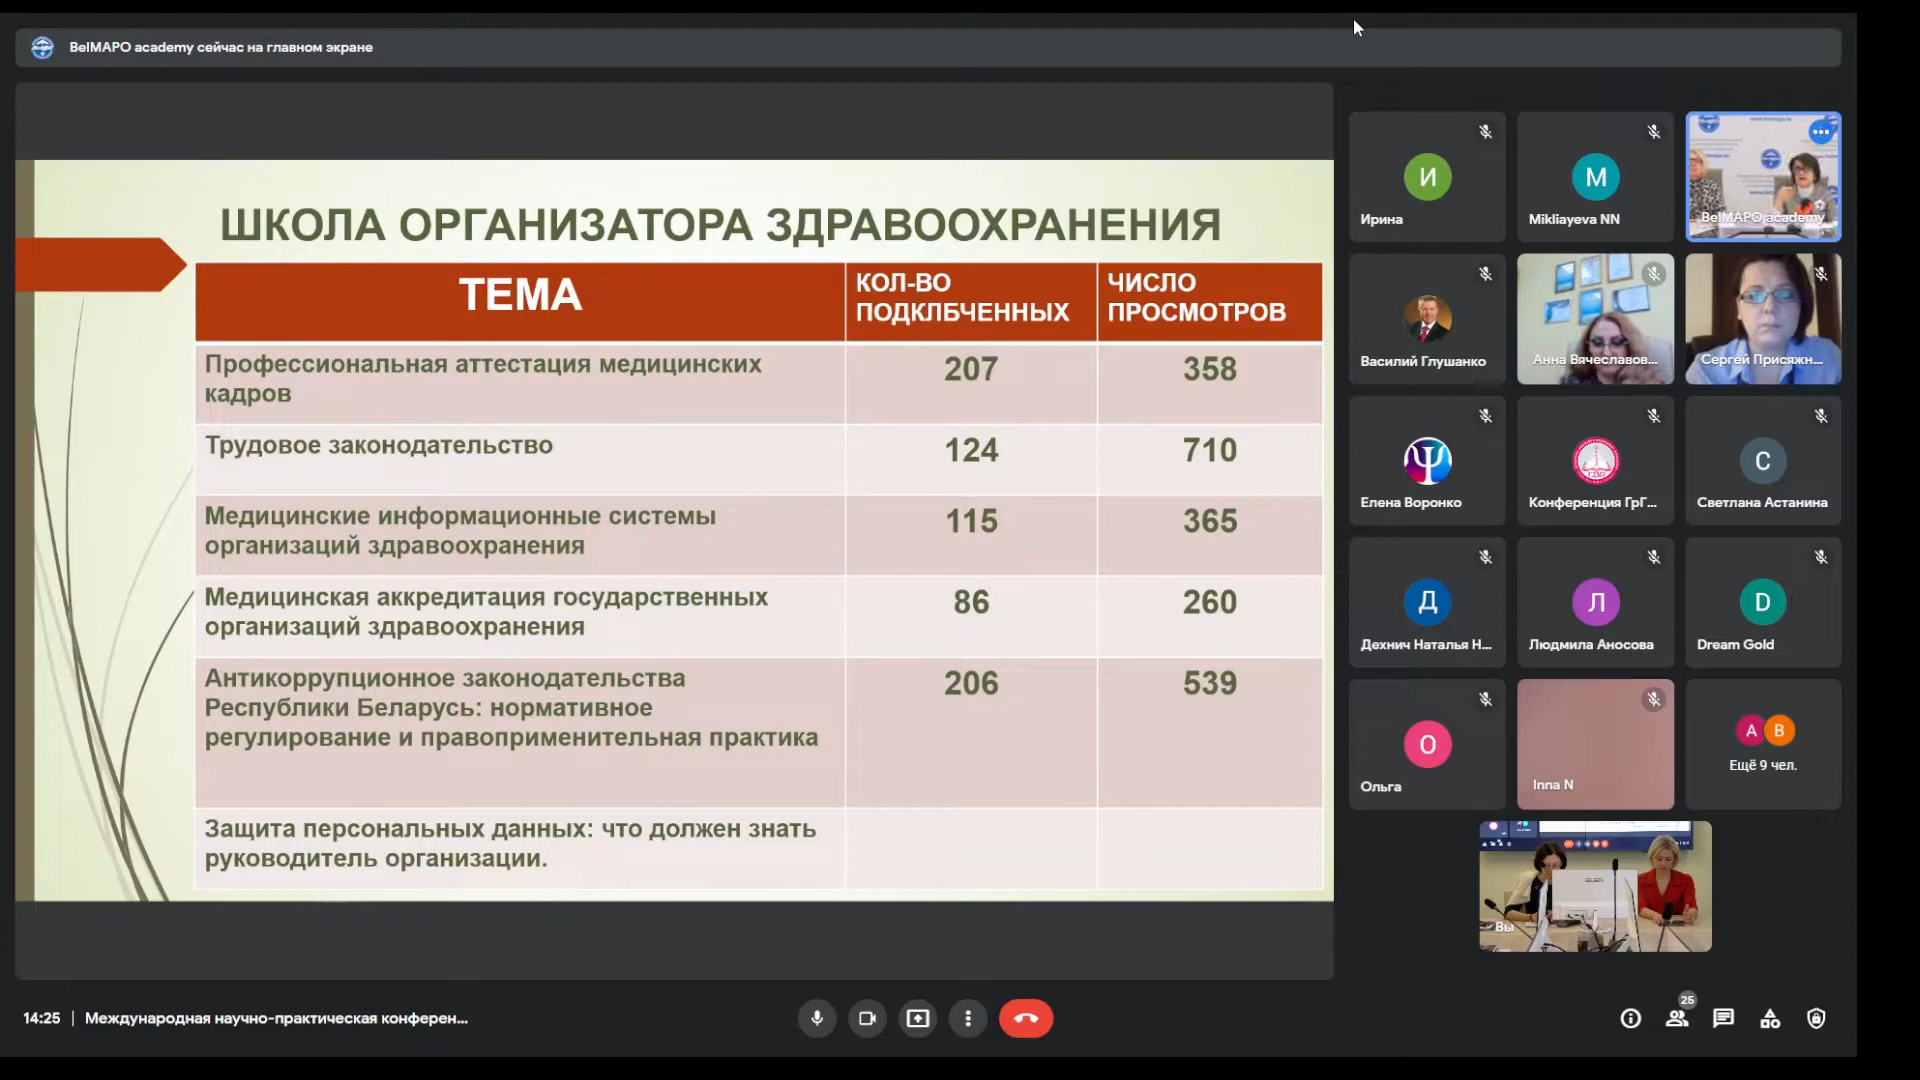 BelMAPO academy сейчас на главном экране
ШКОЛА ОРГАНИЗАТОРА ЗДРАВООХРАНЕНИЯ
ТЕМА
КОЛ-ВО
ПОДКЛБЧЕННЫХ
ЧИСЛО
ПРОСМОТРОВ
Профессиональная аттестация медицинских
кадров
207
358
Трудовое законодательство
124
710
Медицинские информационные системы
организаций здравоохранения
115
365
Медицинская аккредитация государственных
организаций здравоохранения
86
260
Антикоррупционное законодательства
Республики Беларусь: нормативное
регулирование и правоприменительная практика
206
539
Защита персональных данных: что должен знать
руководитель организации.
И
Ирина
M
Mikliayeva NN
BelMAPO academy
Василий Глушанко
Анна Вячеславов...
Сергей Присяжн...
Елена Воронко
Конференция ГрГ...
С
Светлана Астанина
Д
Дехнич Наталья Н...
Л
Людмила Аносова
D
Dream Gold
О
Ольга
Inna N
А В
Ещё 9 чел.
Вы
14:25 | Международная научно-практическая конферен...
25